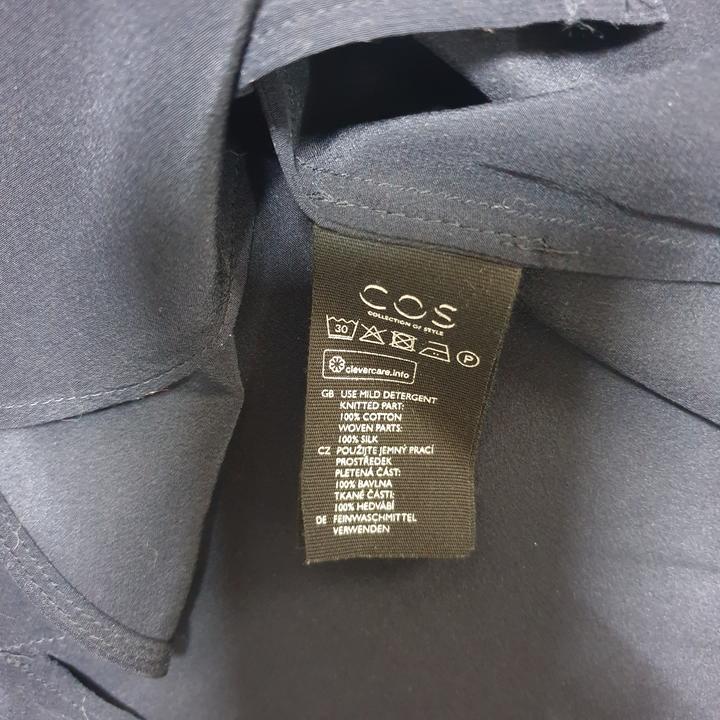 COS
COLLECTION OF STYLE
30
P
clevercare.info
GB USE MILD DETERGENT
KNITTED PART:
100% COTTON
WOVEN PARTS:
100% SILK
CZ POUŽIJTE JEMNÝ PRACÍ
PROSTŘEDEK
PLETENÁ ČÁST:
100% BAVLNA
TKANÉ ČÁSTI:
100% HEDVÁBÍ
DE FEINWASCHMITTEL
VERWENDEN